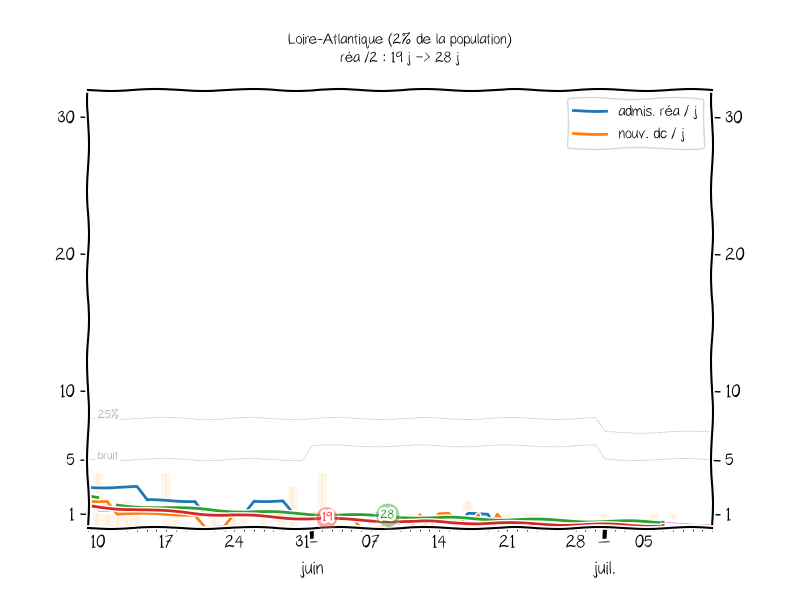 Loire-Atlantique (2% de la population)
réa /2 : 19 j -> 28 j
admis. réa / j
nouv. dc / j
30
30
20
20
10
10
25%
bruit
5
5
1
1
19
28
10 17 24 31 07 14 21 28 05
juin juil.